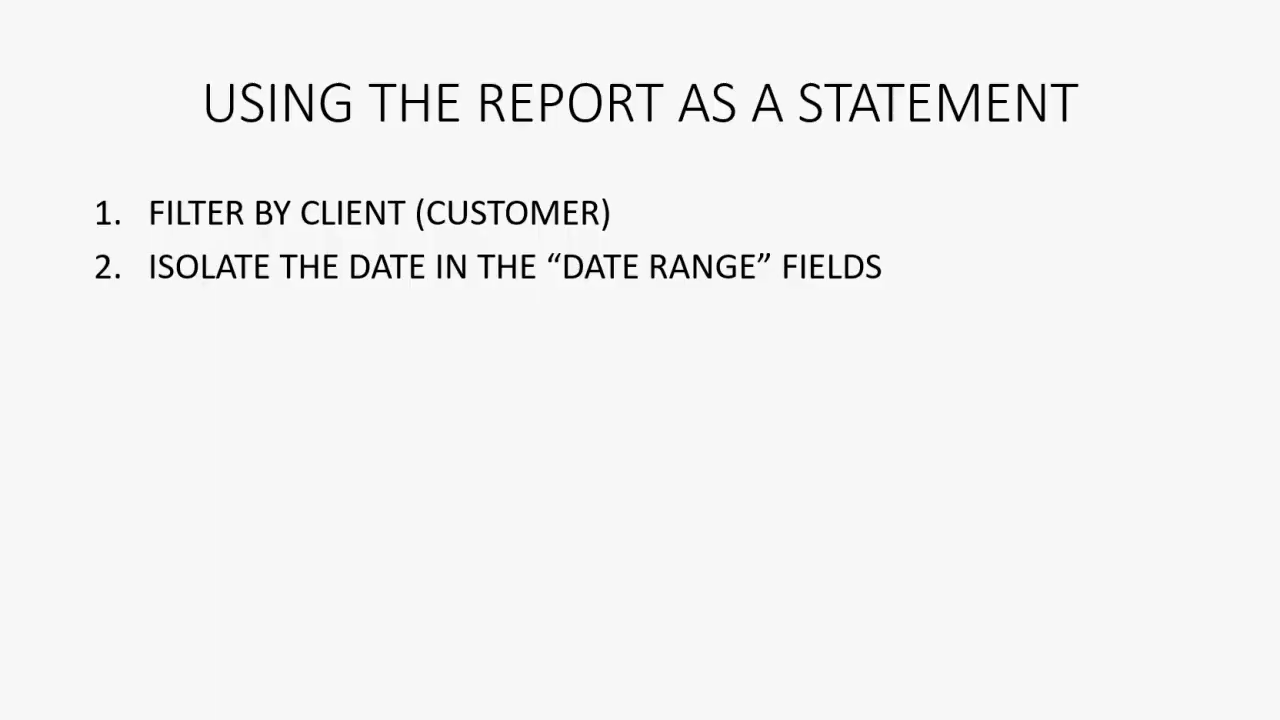 USING THE REPORT AS A STATEMENT
1. FILTER BY CLIENT (CUSTOMER)
2. ISOLATE THE DATE IN THE “DATE RANGE” FIELDS